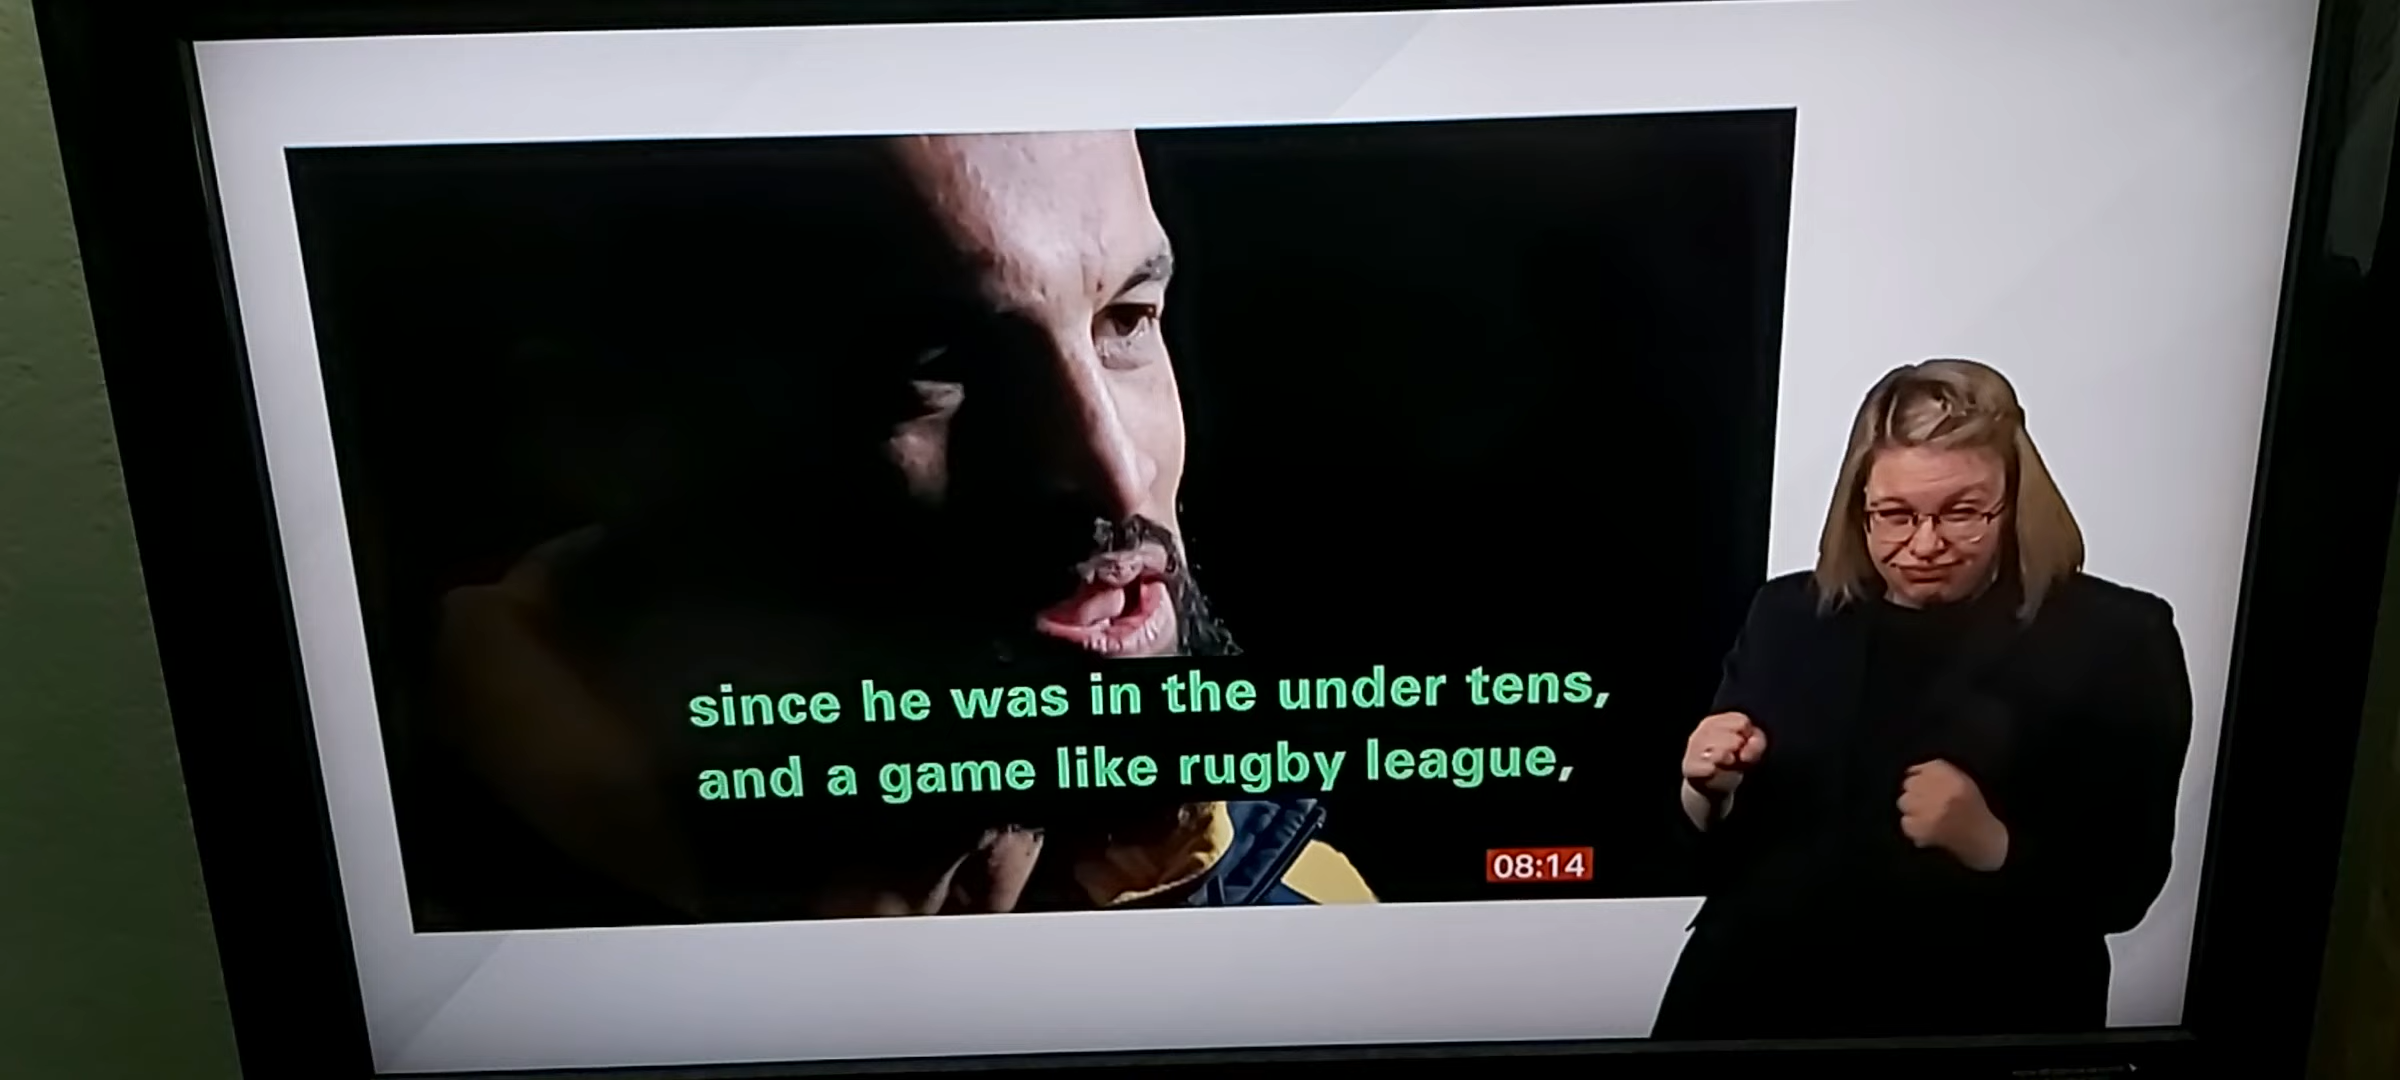 since he was in the under tens,
and a game like rugby league,
08:14